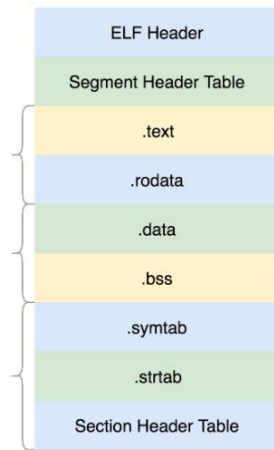 ELF Header
Segment Header Table
.text
.rodata
.data
.bss
.symtab
.strtab
Section Header Table